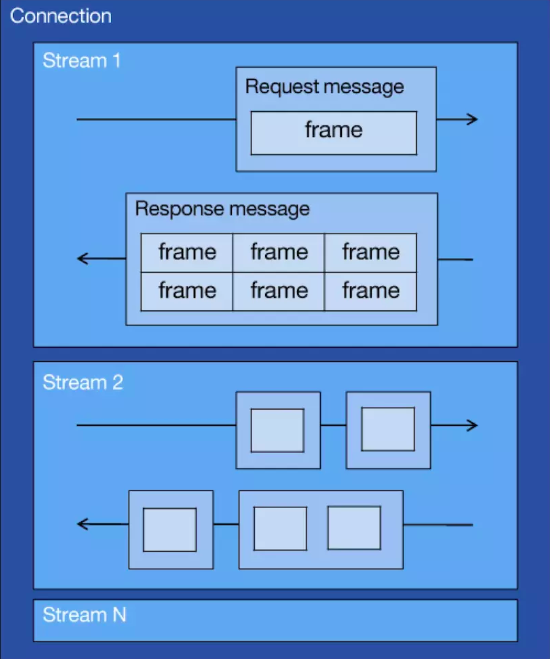 Connection
Stream 1
Request message
frame
Response message
frame frame frame
frame frame frame
Stream 2
Stream N